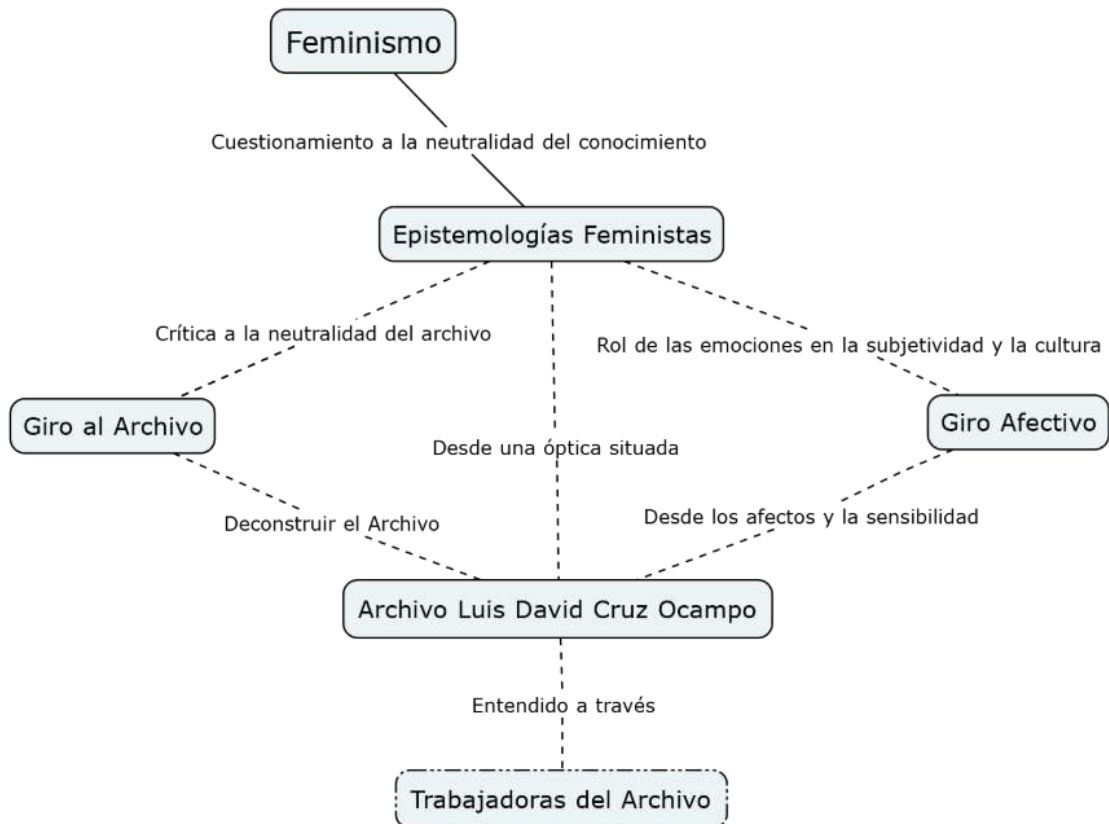 Feminismo
Cuestionamiento a la neutralidad del conocimiento
Epistemologías Feministas
Crítica a la neutralidad del archivo
Rol de las emociones en la subjetividad y la cultura
Giro al Archivo
Giro Afectivo
Desde una óptica situada
Deconstruir el Archivo
Desde los afectos y la sensibilidad
Archivo Luis David Cruz Ocampo
Entendido a través
Trabajadoras del Archivo